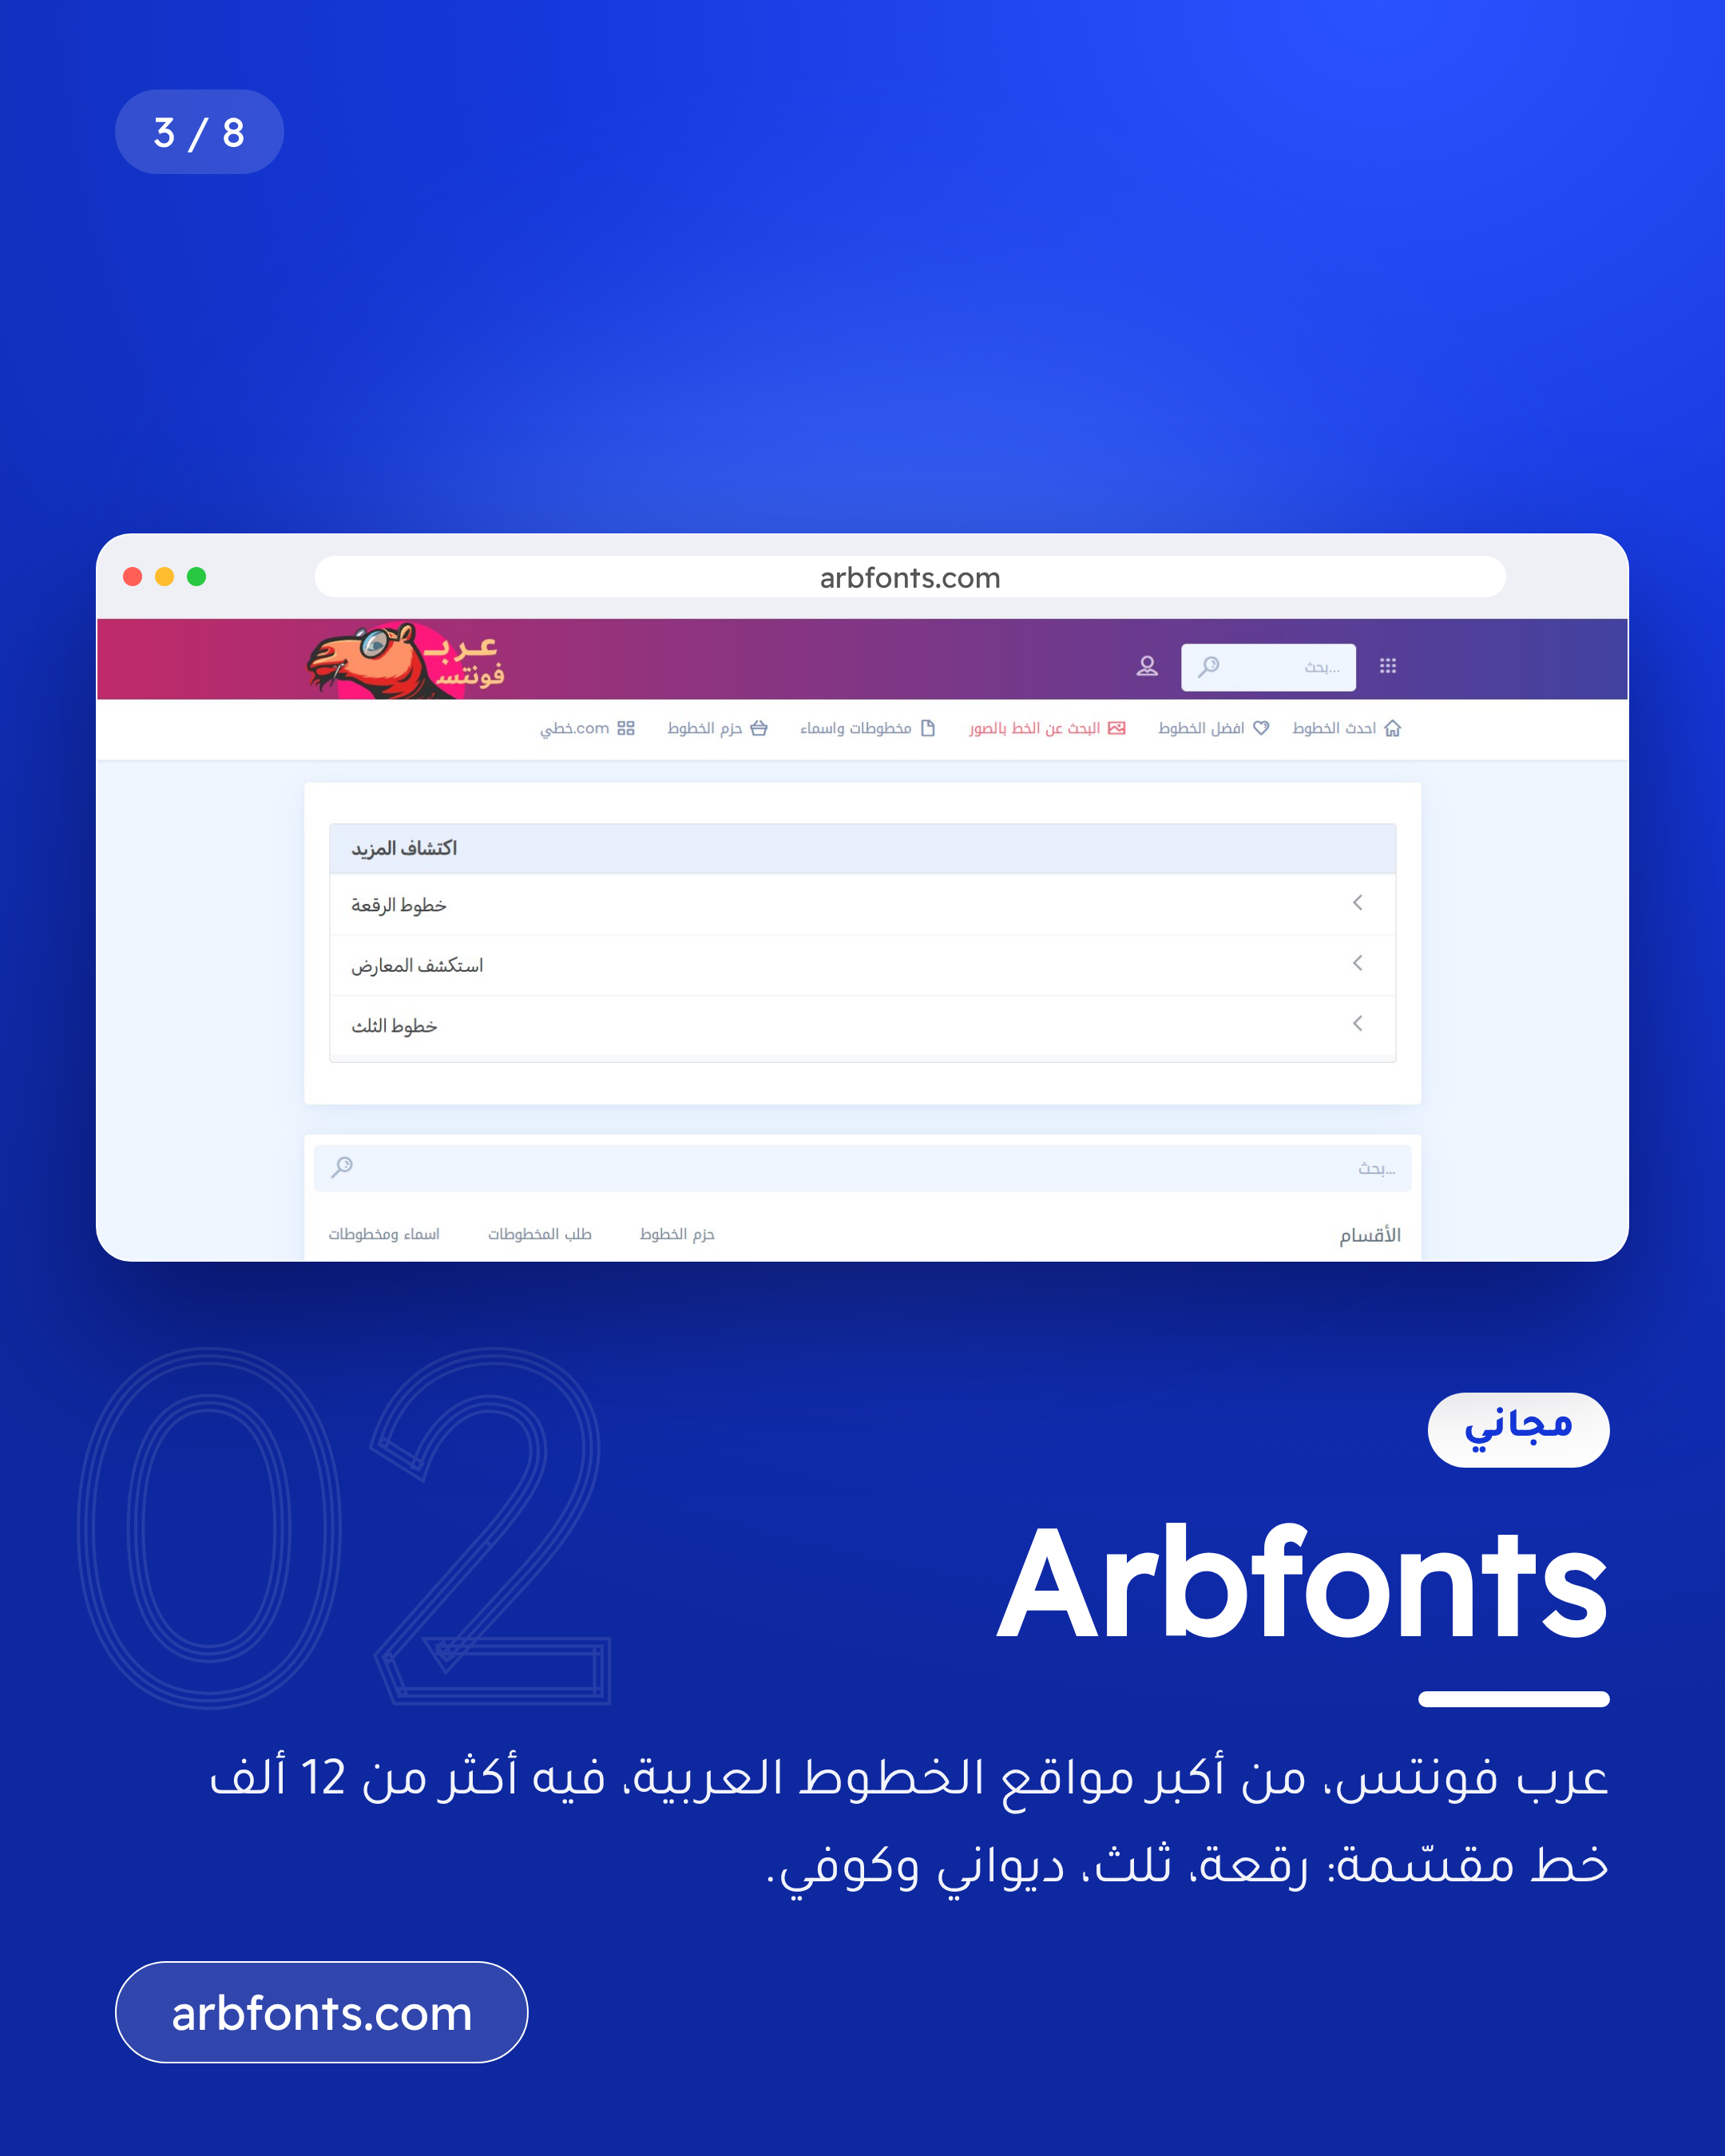 3 / 8
arbfonts.com
عرب
فونتس
بحث...
احدث الخطوط
افضل الخطوط
البحث عن الخط بالصور
مخطوطات واسماء
حزم الخطوط
خطي.com
اكتشاف المزيد
خطوط الرقعة
استكشف المعارض
خطوط الثلث
بحث...
الأقسام
حزم الخطوط
طلب المخطوطات
اسماء ومخطوطات
02
مجاني
Arbfonts
عرب فونتس، من أكبر مواقع الخطوط العربية، فيه أكثر من 12 ألف
خط مقسّمة: رقعة، ثلث، ديواني وكوفي.
arbfonts.com